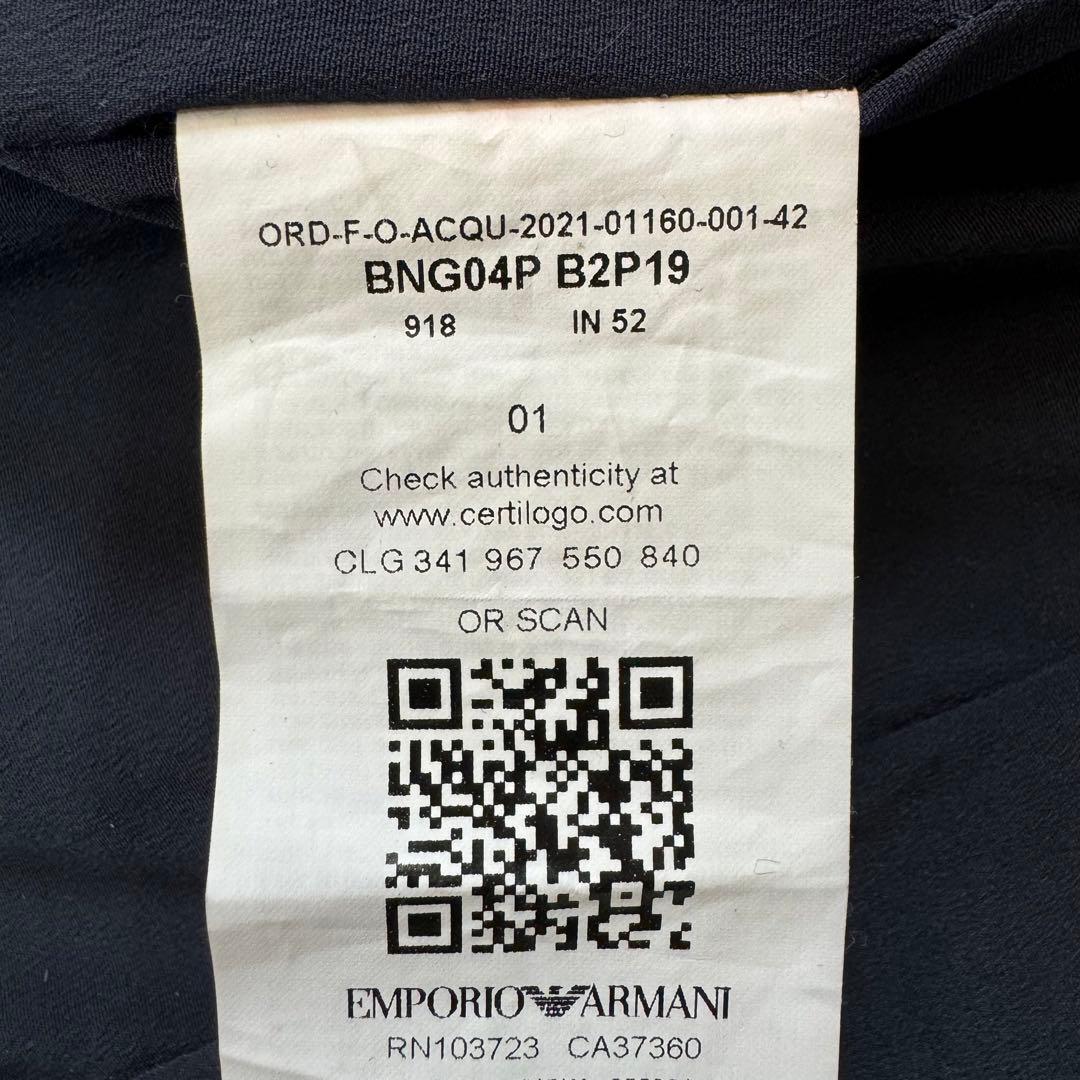 ORD-F-O-ACQU-2021-01160-001-42
BNG04P B2P19
918 IN 52
01
Check authenticity at
www.certilogo.com
CLG 341 967 550 840
OR SCAN
EMPORIO ARMANI
RN103723 CA37360